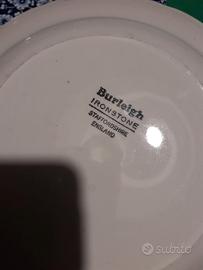 Burleigh
IRONSTONE
STAFFORDSHIRE
ENGLAND
subito